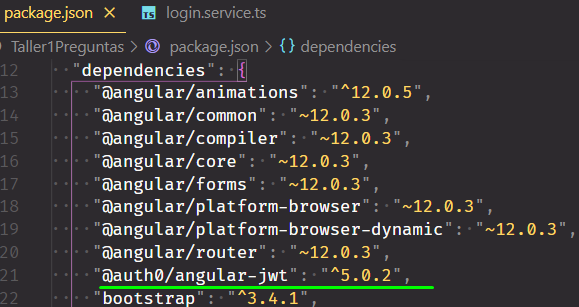 package.json × TS login.service.ts
Taller1Preguntas > package.json > {} dependencies
12 "dependencies": {
13 "@angular/animations": "^12.0.5",
14 "@angular/common": "~12.0.3",
15 "@angular/compiler": "~12.0.3",
16 "@angular/core": "~12.0.3",
17 "@angular/forms": "~12.0.3",
18 "@angular/platform-browser": "~12.0.3",
19 "@angular/platform-browser-dynamic": "~12.0.3",
20 "@angular/router": "~12.0.3",
21 "@auth0/angular-jwt": "^5.0.2",
22 "bootstrap": "^3.4.1",